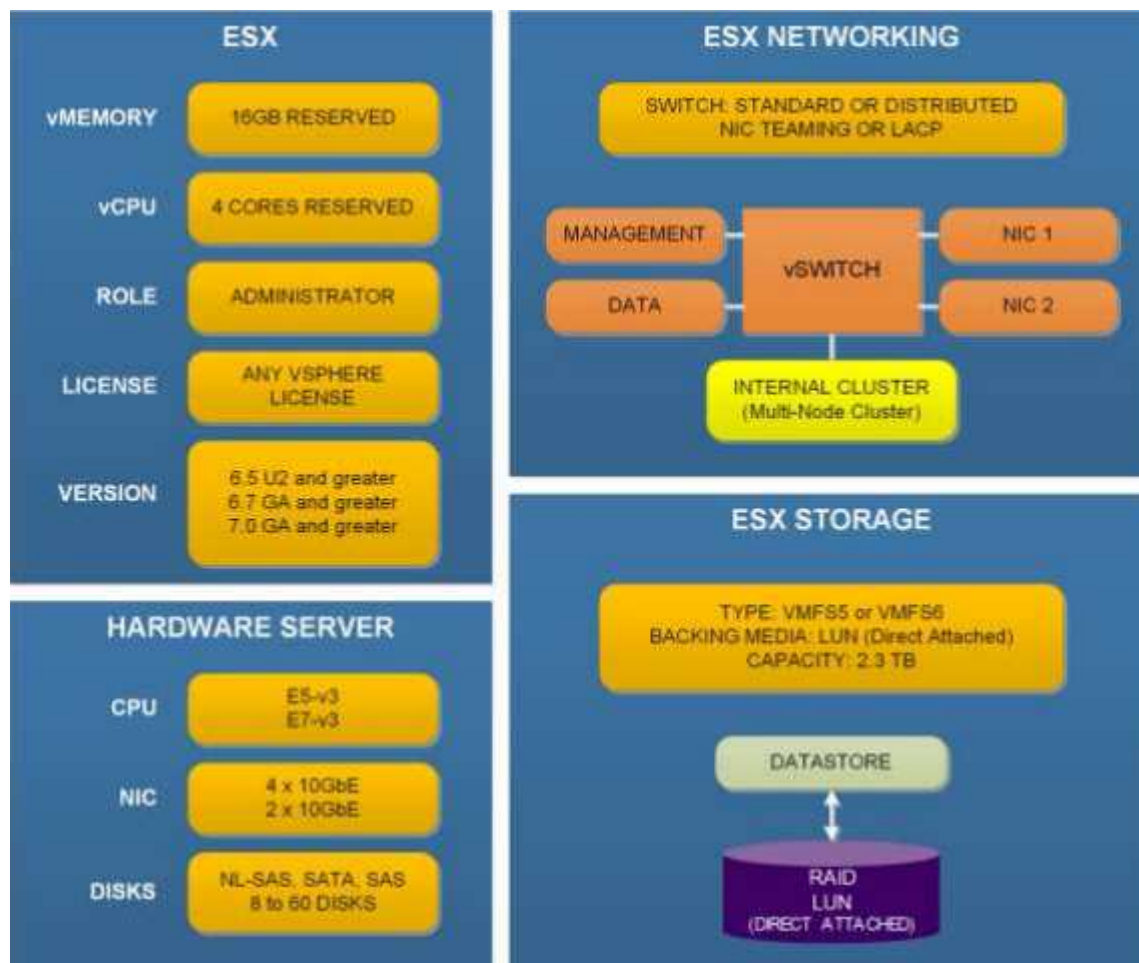 ESX
vMEMORY
16GB RESERVED
vCPU
4 CORES RESERVED
ROLE
ADMINISTRATOR
LICENSE
ANY VSPHERE
LICENSE
VERSION
6.5 U2 and greater
6.7 GA and greater
7.0 GA and greater
HARDWARE SERVER
CPU
E5-v3
E7-v3
NIC
4 x 10GbE
2 x 10GbE
DISKS
NL-SAS, SATA, SAS
8 to 60 DISKS
ESX NETWORKING
SWITCH: STANDARD OR DISTRIBUTED
NIC TEAMING OR LACP
MANAGEMENT
DATA
vSWITCH
NIC 1
NIC 2
INTERNAL CLUSTER
(Multi-Node Cluster)
ESX STORAGE
TYPE: VMFS5 or VMFS6
BACKING MEDIA: LUN (Direct Attached)
CAPACITY: 2.3 TB
DATASTORE
RAID
LUN
(DIRECT ATTACHED)